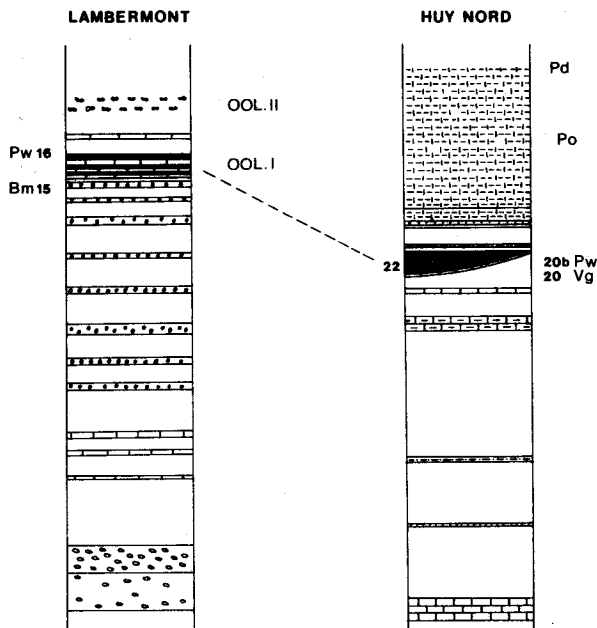 LAMBERMONT
HUY NORD
Pd
OOL.II
Po
Pw 16
OOL.I
Bm 15
22
20b Pw
20 Vg